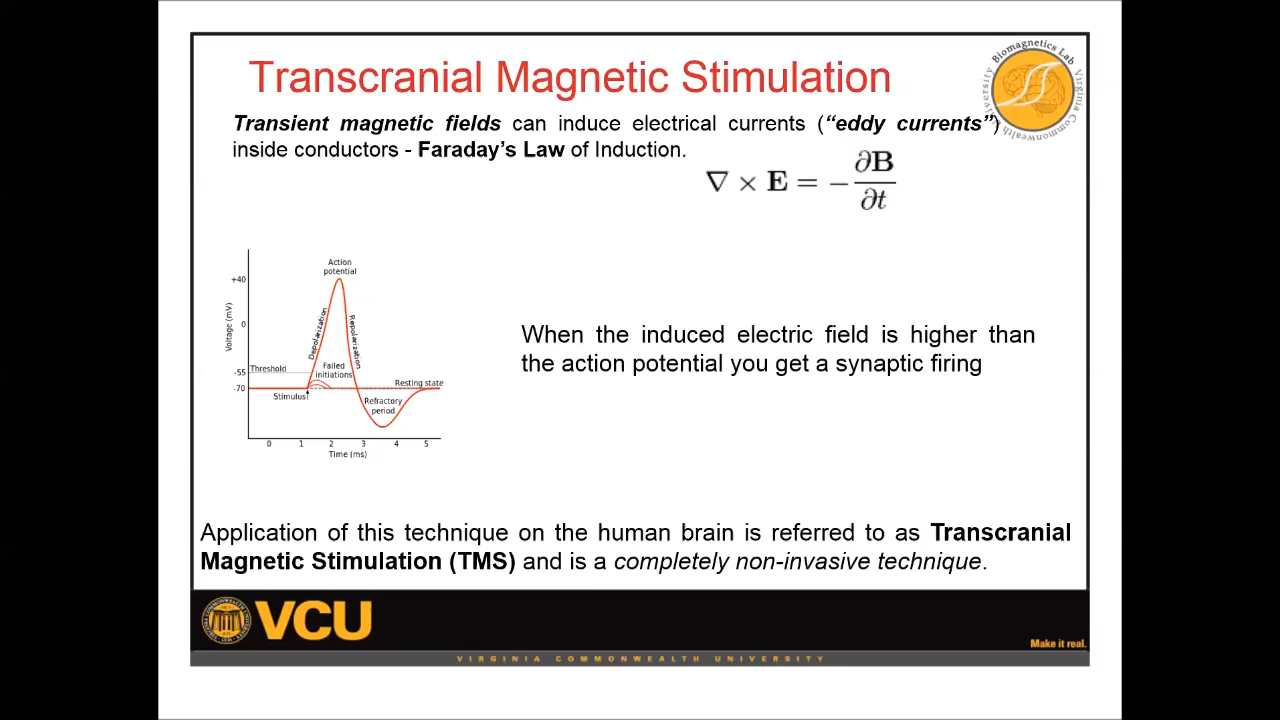 Transcranial Magnetic Stimulation
Biomagnetics Lab
Virginia Commonwealth University
Transient magnetic fields can induce electrical currents (“eddy currents”)
inside conductors - Faraday’s Law of Induction.
∇ × E = − ∂B/∂t
Action
potential
+40
0
-55
-70
Voltage (mV)
Depolarization
Repolarization
Threshold
Failed
initiations
Stimulus
Resting state
Refractory
period
0 1 2 3 4 5
Time (ms)
When the induced electric field is higher than
the action potential you get a synaptic firing
Application of this technique on the human brain is referred to as Transcranial
Magnetic Stimulation (TMS) and is a completely non-invasive technique.
VCU
Make it real.
VIRGINIA COMMONWEALTH UNIVERSITY